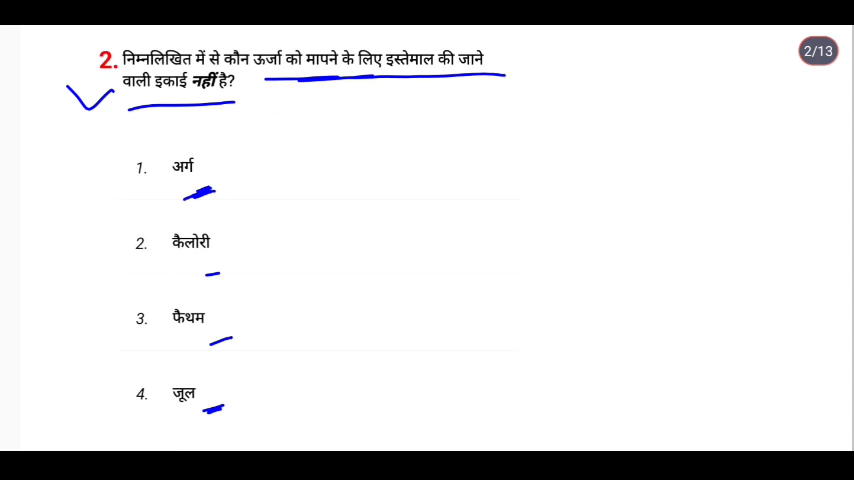 2/13
2. निम्नलिखित में से कौन ऊर्जा को मापने के लिए इस्तेमाल की जाने
वाली इकाई नहीं है?
1. अर्ग
2. कैलोरी
3. फैथम
4. जूल